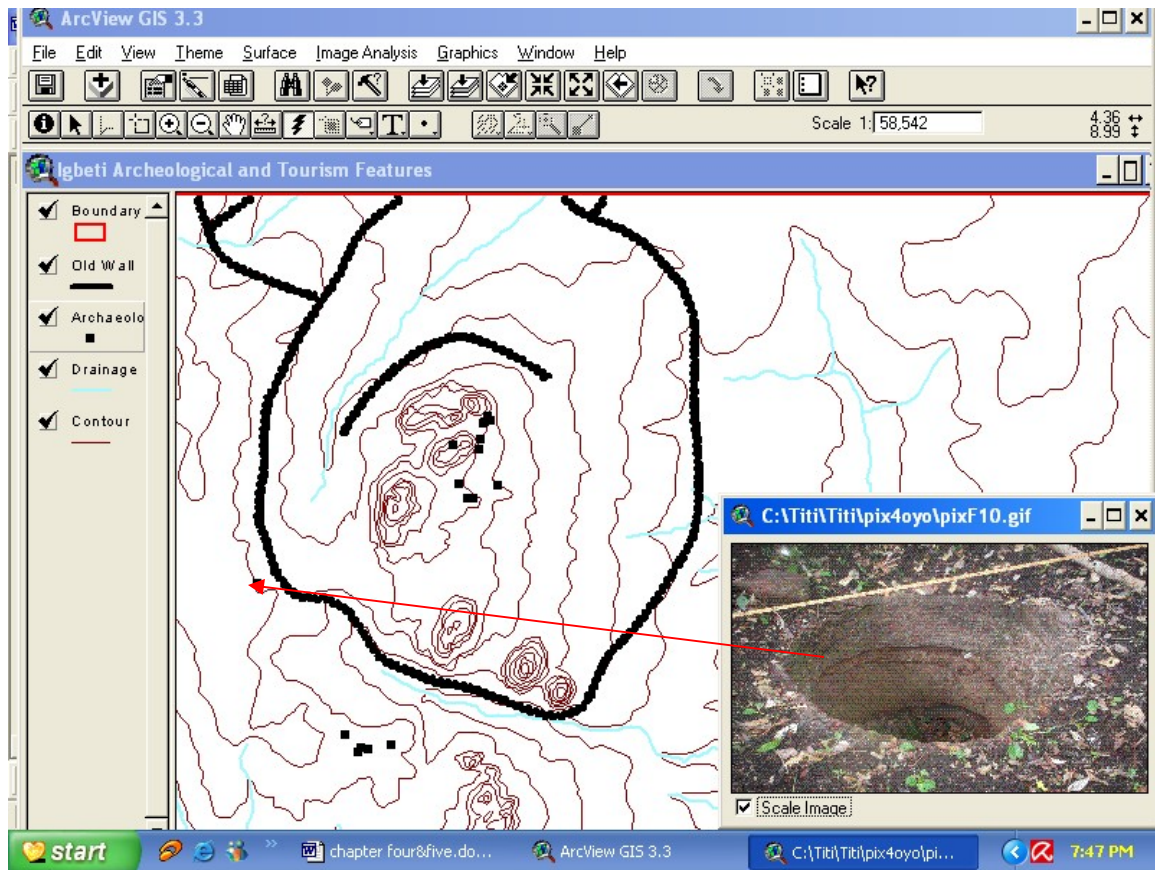 ArcView GIS 3.3
File Edit View Theme Surface Image Analysis Graphics Window Help
Scale 1: 58,542
4.36
8.99
Igbeti Archeological and Tourism Features
Boundary
Old Wall
Archaeolo
Drainage
Contour
C:\Titi\Titi\pix4oyo\pixF10.gif
Scale Image
start
chapter four&five.do...
ArcView GIS 3.3
C:\Titi\Titi\pix4oyo\pi...
7:47 PM